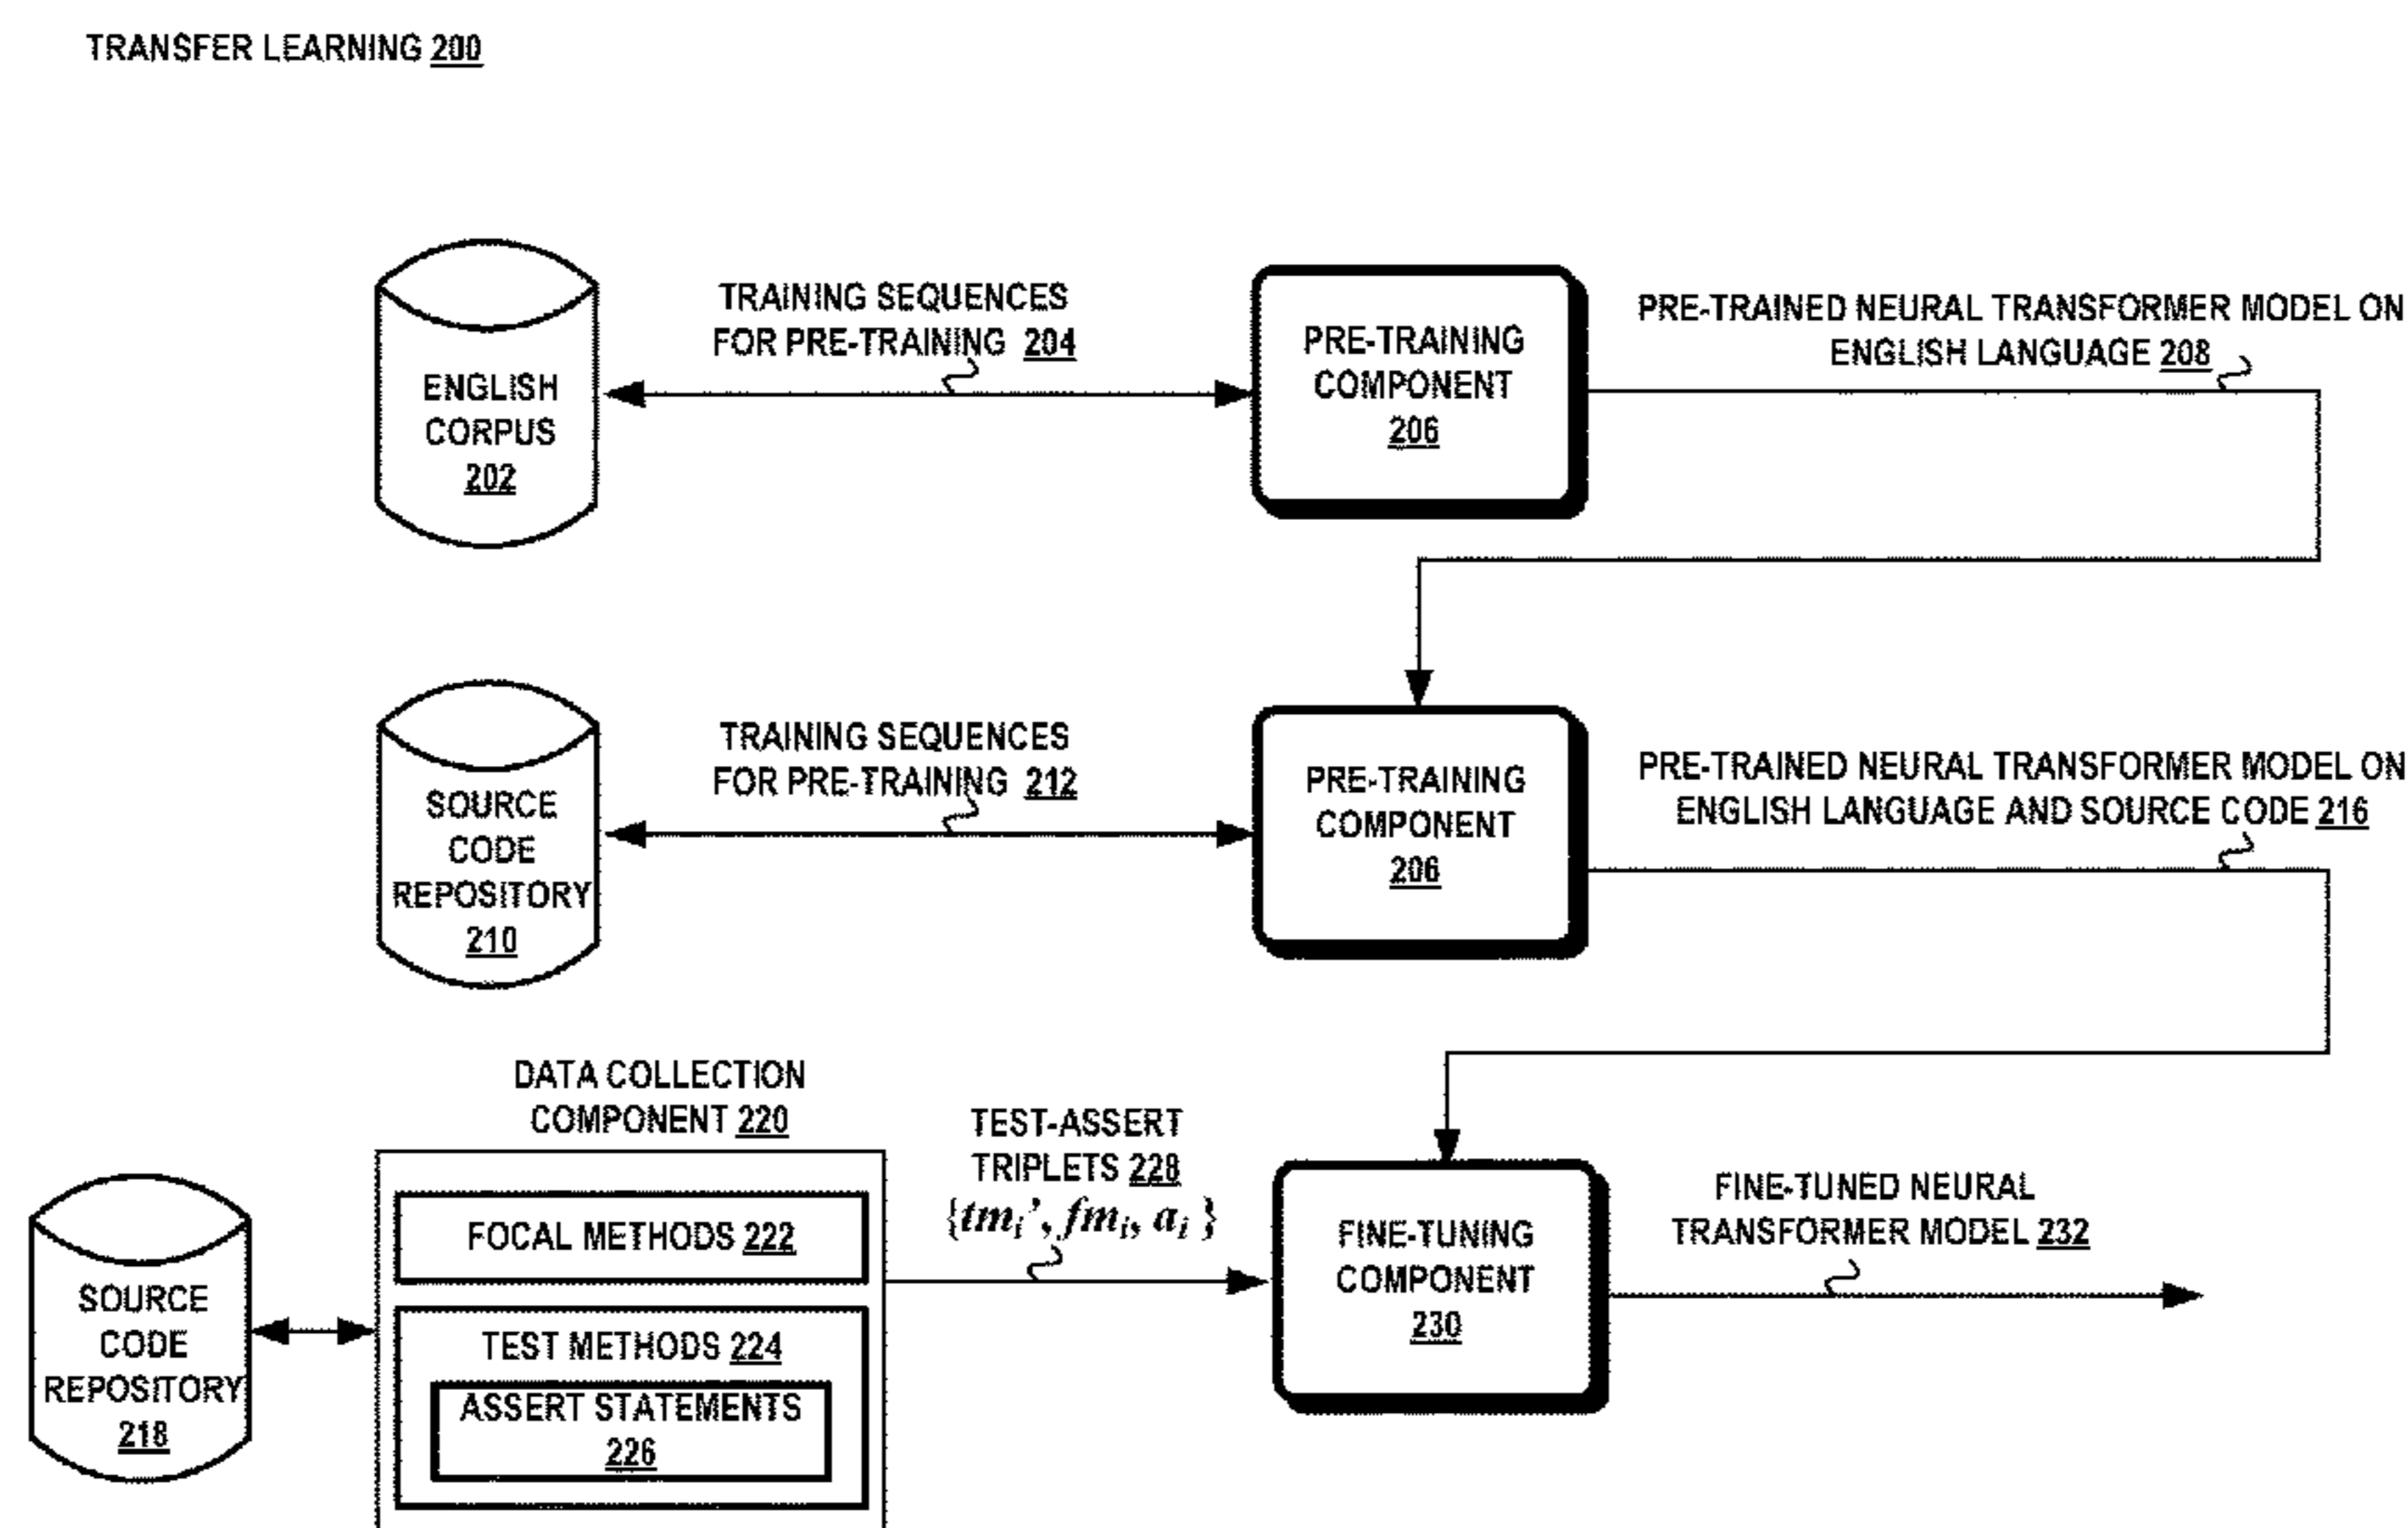 TRANSFER LEARNING 200
TRAINING SEQUENCES
FOR PRE-TRAINING 204
ENGLISH
CORPUS
202
PRE-TRAINING
COMPONENT
206
PRE-TRAINED NEURAL TRANSFORMER MODEL ON
ENGLISH LANGUAGE 208
TRAINING SEQUENCES
FOR PRE-TRAINING 212
SOURCE
CODE
REPOSITORY
210
PRE-TRAINING
COMPONENT
206
PRE-TRAINED NEURAL TRANSFORMER MODEL ON
ENGLISH LANGUAGE AND SOURCE CODE 216
DATA COLLECTION
COMPONENT 220
SOURCE
CODE
REPOSITORY
218
FOCAL METHODS 222
TEST METHODS 224
ASSERT STATEMENTS
226
TEST-ASSERT
TRIPLETS 228
{tmi’, fmi, ai }
FINE-TUNING
COMPONENT
230
FINE-TUNED NEURAL
TRANSFORMER MODEL 232